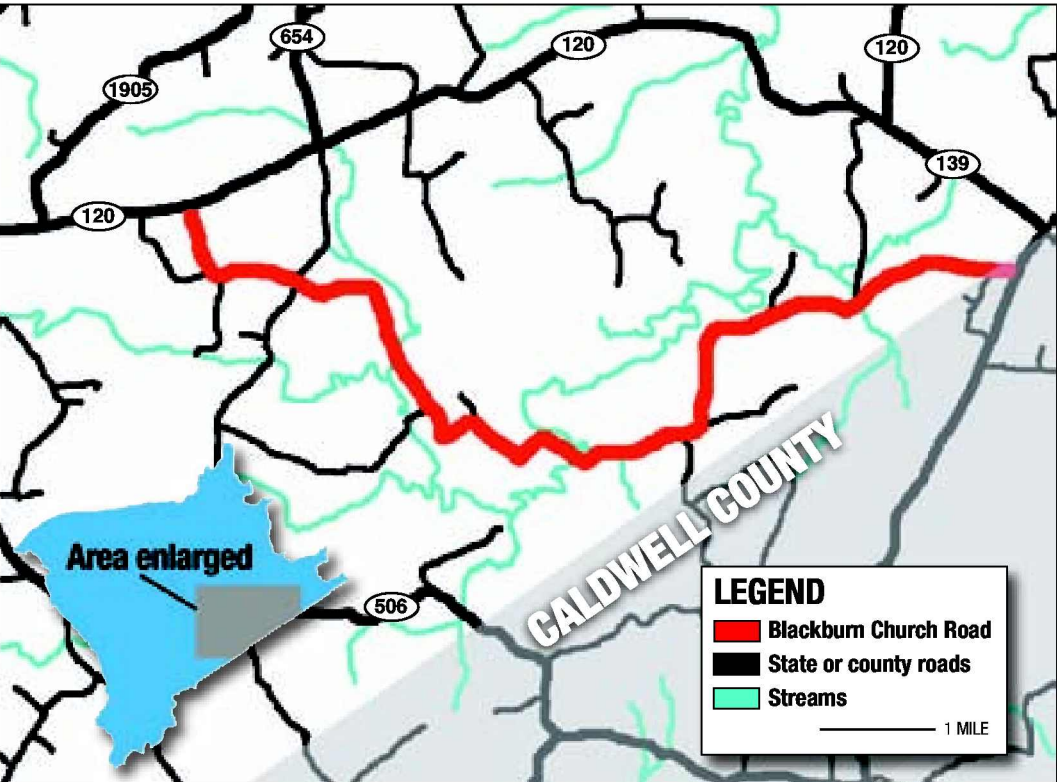 654
120
120
1905
139
120
CALDWELL COUNTY
Area enlarged
506
LEGEND
Blackburn Church Road
State or county roads
Streams
1 MILE